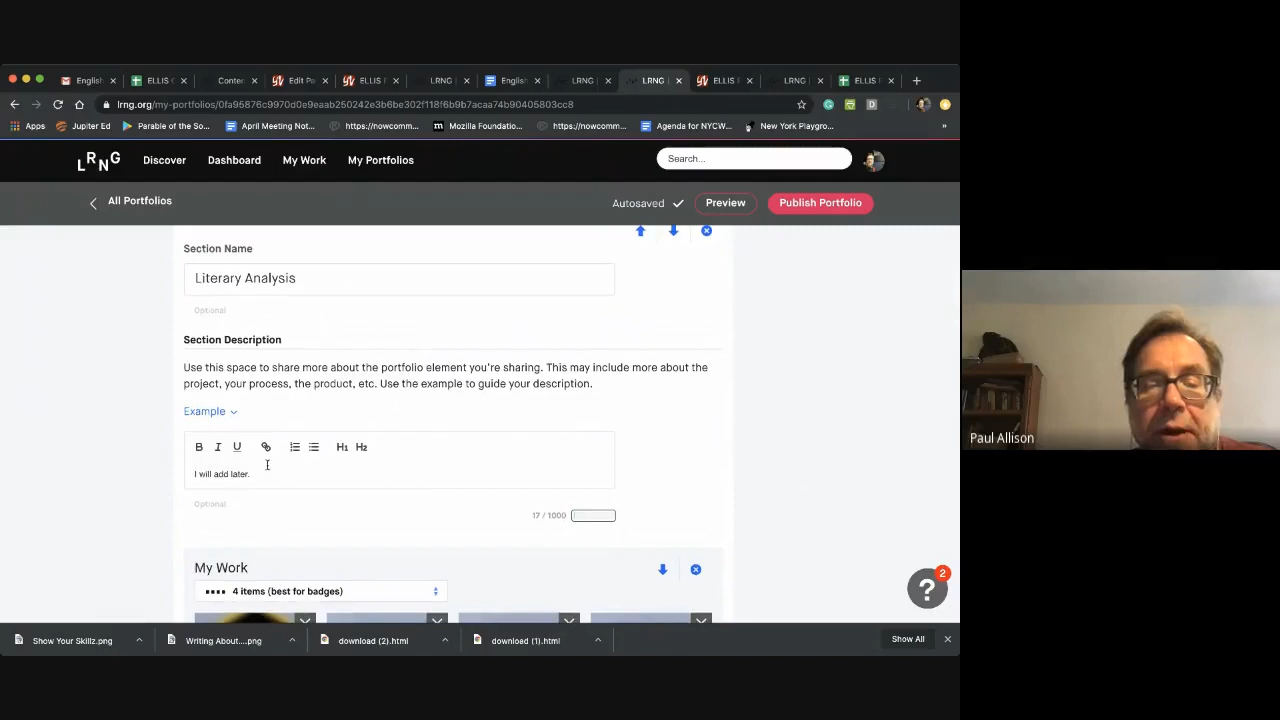 English
ELLIS
Conter
Edit Pa
ELLIS F
LRNG
English
LRNG
LRNG
ELLIS
LRNG
ELLIS
lrng.org/my-portfolios/0fa95876c9970d0e9eaab250242e3b6be302f118f6b9b7acaa74b90405803cc8
Apps
Jupiter Ed
Parable of the So...
April Meeting Not...
https://nowcomm...
Mozilla Foundatio...
https://nowcomm...
Agenda for NYCW...
New York Playgro...
»
LRNG
Discover
Dashboard
My Work
My Portfolios
Search...
All Portfolios
Autosaved
Preview
Publish Portfolio
Section Name
Literary Analysis
Optional
Section Description
Use this space to share more about the portfolio element you're sharing. This may include more about the
project, your process, the product, etc. Use the example to guide your description.
Example
B I U H1 H2
I will add later.
Optional
17 / 1000
My Work
4 items (best for badges)
? 2
Show Your Skillz.png
Writing About....png
download (2).html
download (1).html
Show All
Paul Allison